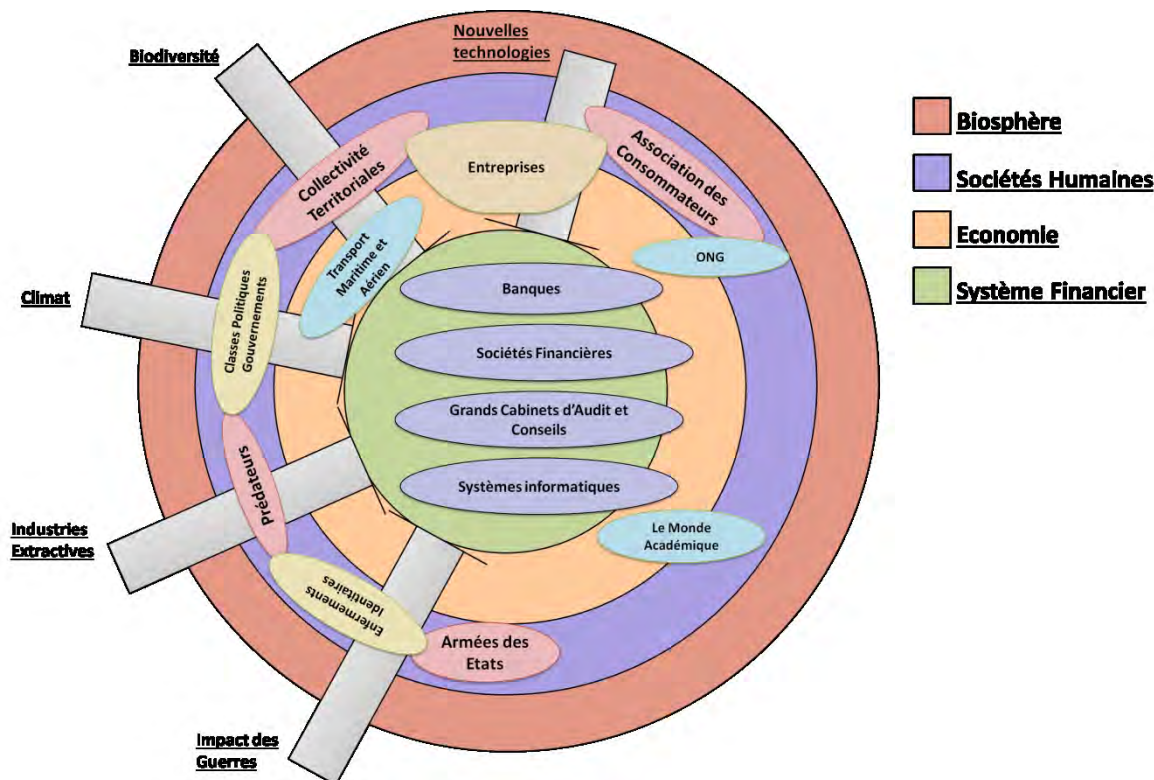 Nouvelles
technologies
Biodiversité
Biosphère
Sociétés Humaines
Economie
Système Financier
Collectivité
Territoriales
Entreprises
Association des
Consommateurs
Transport
Maritime et
Aérien
ONG
Climat
Classes Politiques
Gouvernements
Banques
Sociétés Financières
Grands Cabinets d'Audit et
Conseils
Systèmes informatiques
Prédateurs
Industries
Extractives
Le Monde
Académique
Enfermements
Identitaires
Armées des
Etats
Impact des
Guerres